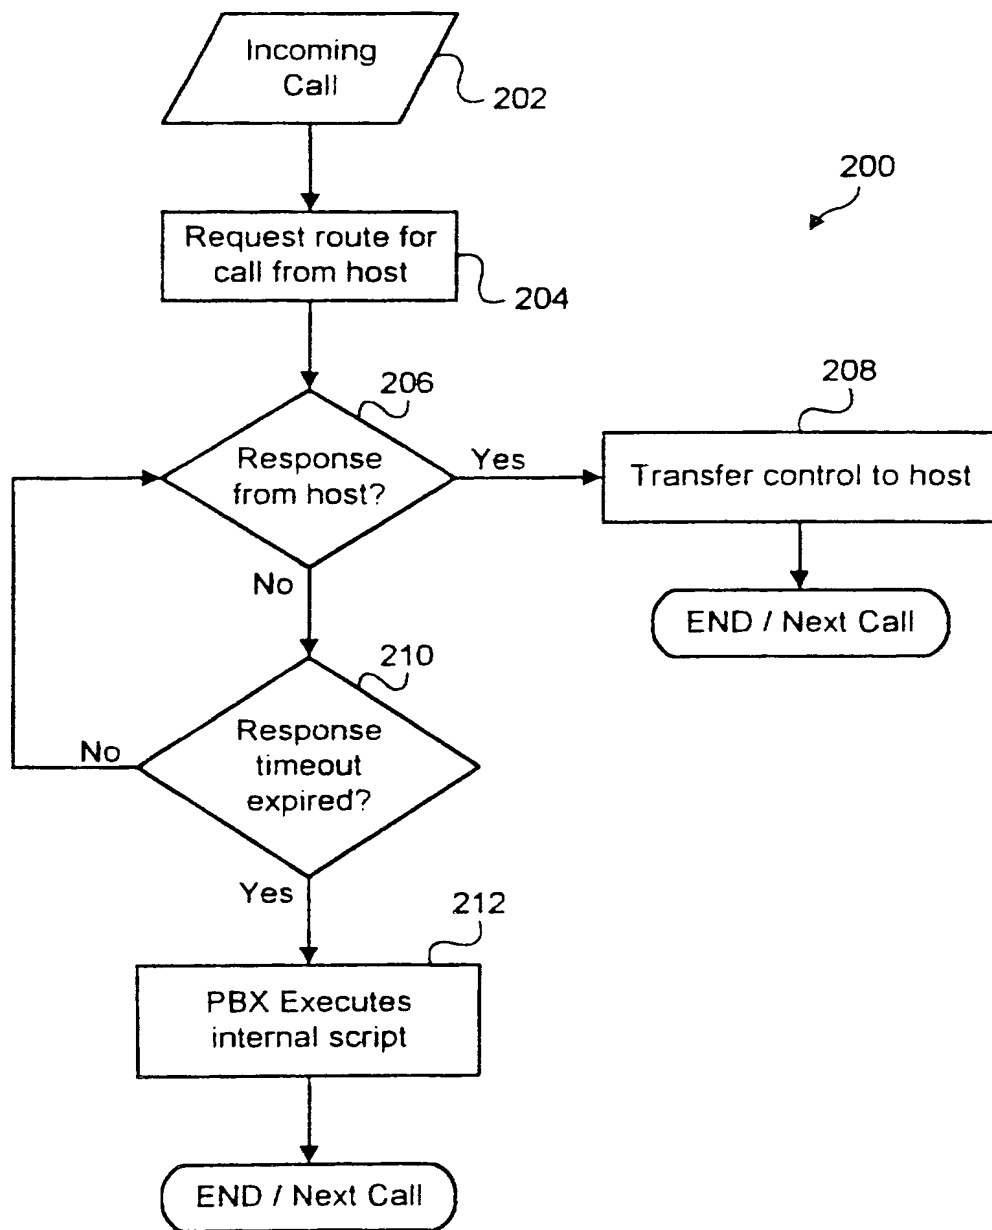 Incoming
Call
202
200
Request route for
call from host
204
206
Response
from host?
Yes
208
Transfer control to host
No
END / Next Call
210
Response
timeout
expired?
No
Yes
212
PBX Executes
internal script
END / Next Call